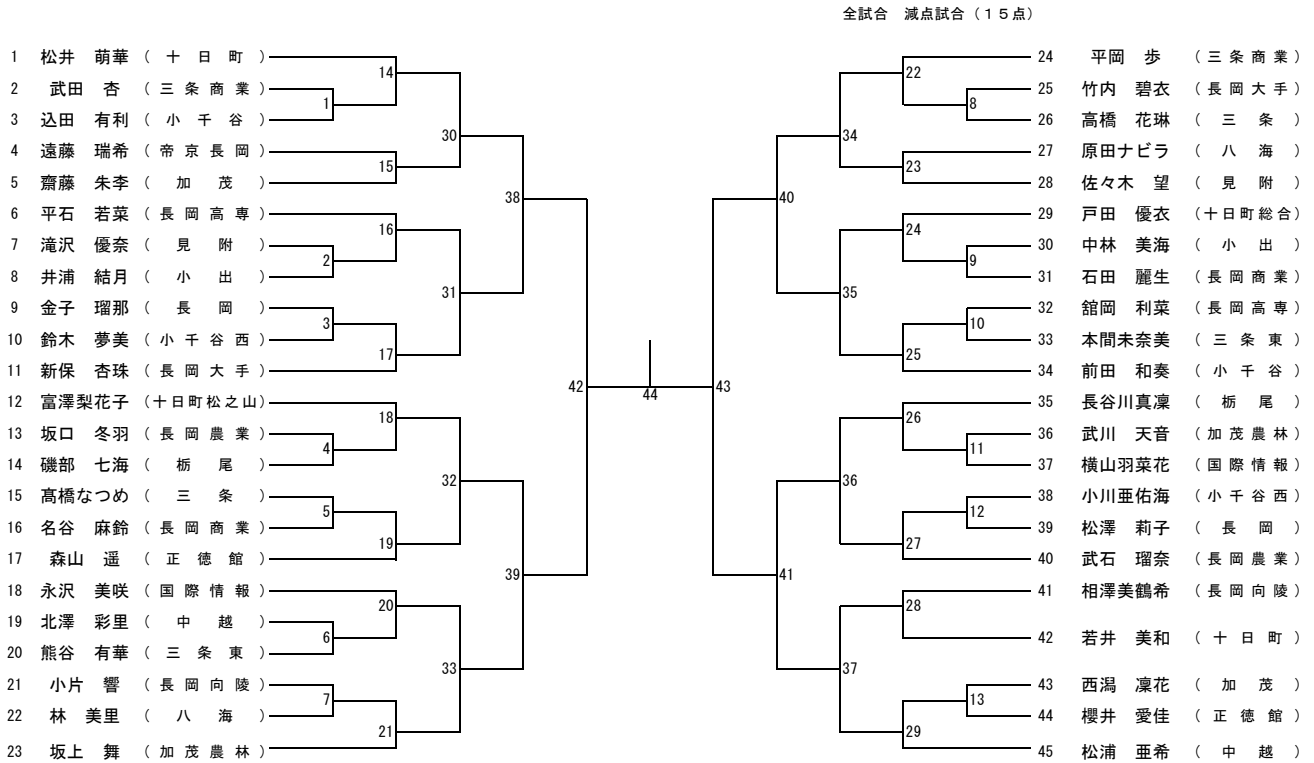 全試合　減点試合（１５点）
1 松井　萌華 （十日町）
2 武田　杏 （三条商業）
3 込田　有利 （小千谷）
4 遠藤　瑞希 （帝京長岡）
5 齋藤　朱李 （加茂）
6 平石　若菜 （長岡高専）
7 滝沢　優奈 （見附）
8 井浦　結月 （小出）
9 金子　瑠那 （長岡）
10 鈴木　夢美 （小千谷西）
11 新保　杏珠 （長岡大手）
12 富澤梨花子 （十日町松之山）
13 坂口　冬羽 （長岡農業）
14 磯部　七海 （栃尾）
15 髙橋なつめ （三条）
16 名谷　麻鈴 （長岡商業）
17 森山　遥 （正徳館）
18 永沢　美咲 （国際情報）
19 北澤　彩里 （中越）
20 熊谷　有華 （三条東）
21 小片　響 （長岡向陵）
22 林　美里 （八海）
23 坂上　舞 （加茂農林）
14
1
30
15
38
16
2
31
3
17
42
18
4
32
5
19
39
20
6
33
7
21
44
43
22
8
34
23
40
24
9
35
10
25
26
11
36
12
27
41
28
37
13
29
24 平岡　歩 （三条商業）
25 竹内　碧衣 （長岡大手）
26 高橋　花琳 （三条）
27 原田ナビラ （八海）
28 佐々木　望 （見附）
29 戸田　優衣 （十日町総合）
30 中林　美海 （小出）
31 石田　麗生 （長岡商業）
32 舘岡　利菜 （長岡高専）
33 本間未奈美 （三条東）
34 前田　和奏 （小千谷）
35 長谷川真凜 （栃尾）
36 武川　天音 （加茂農林）
37 横山羽菜花 （国際情報）
38 小川亜佑海 （小千谷西）
39 松澤　莉子 （長岡）
40 武石　瑠奈 （長岡農業）
41 相澤美鶴希 （長岡向陵）
42 若井　美和 （十日町）
43 西潟　凜花 （加茂）
44 櫻井　愛佳 （正徳館）
45 松浦　亜希 （中越）